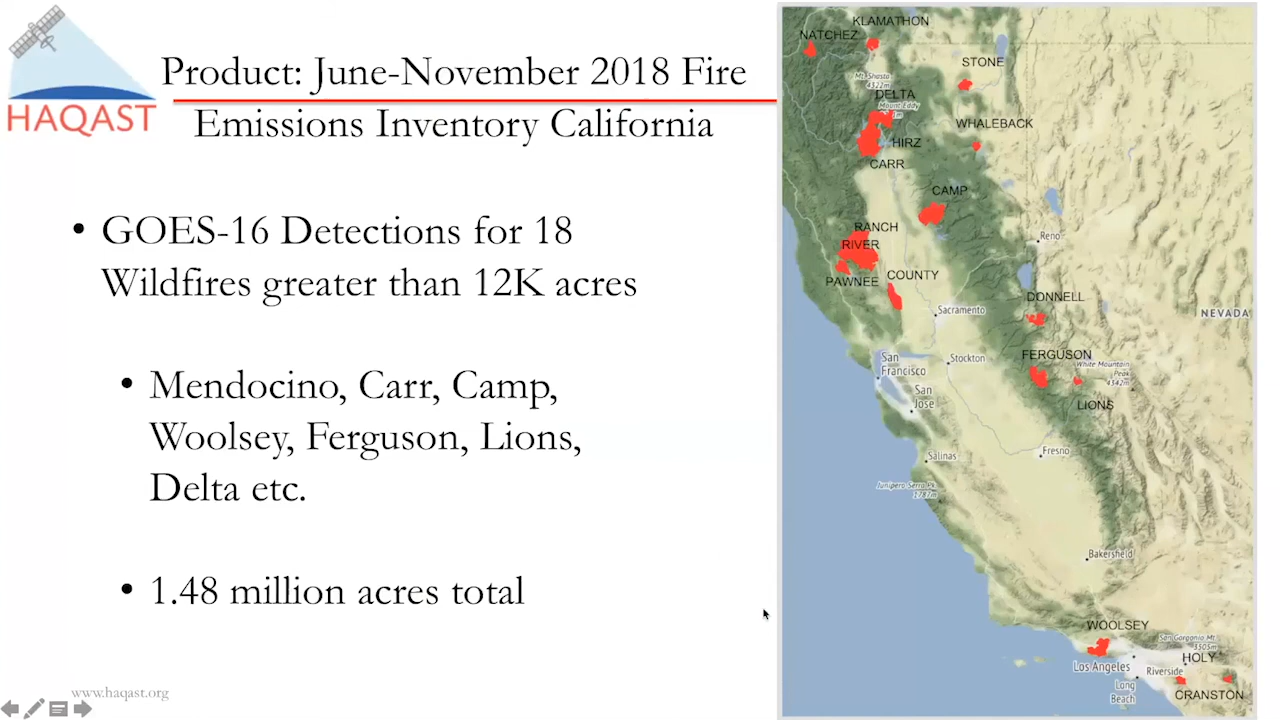 HAQAST
Product: June-November 2018 Fire
Emissions Inventory California
• GOES-16 Detections for 18
Wildfires greater than 12K acres
• Mendocino, Carr, Camp,
Woolsey, Ferguson, Lions,
Delta etc.
• 1.48 million acres total
www.haqast.org
KLAMATHON
NATCHEZ
STONE
Mt. Shasta
4322m
DELTA
Mount Eddy
WHALEBACK
HIRZ
CARR
CAMP
RANCH
RIVER
Reno
PAWNEE
COUNTY
DONNELL
Sacramento
NEVADA
San
Francisco
Stockton
FERGUSON
White Mountain
Peak
4342m
San
Jose
LIONS
Salinas
Fresno
Junipero Serra Pk.
1787m
Bakersfield
WOOLSEY
San Gorgonio Mt.
3505m
HOLY
Los Angeles
Riverside
Long
Beach
CRANSTON